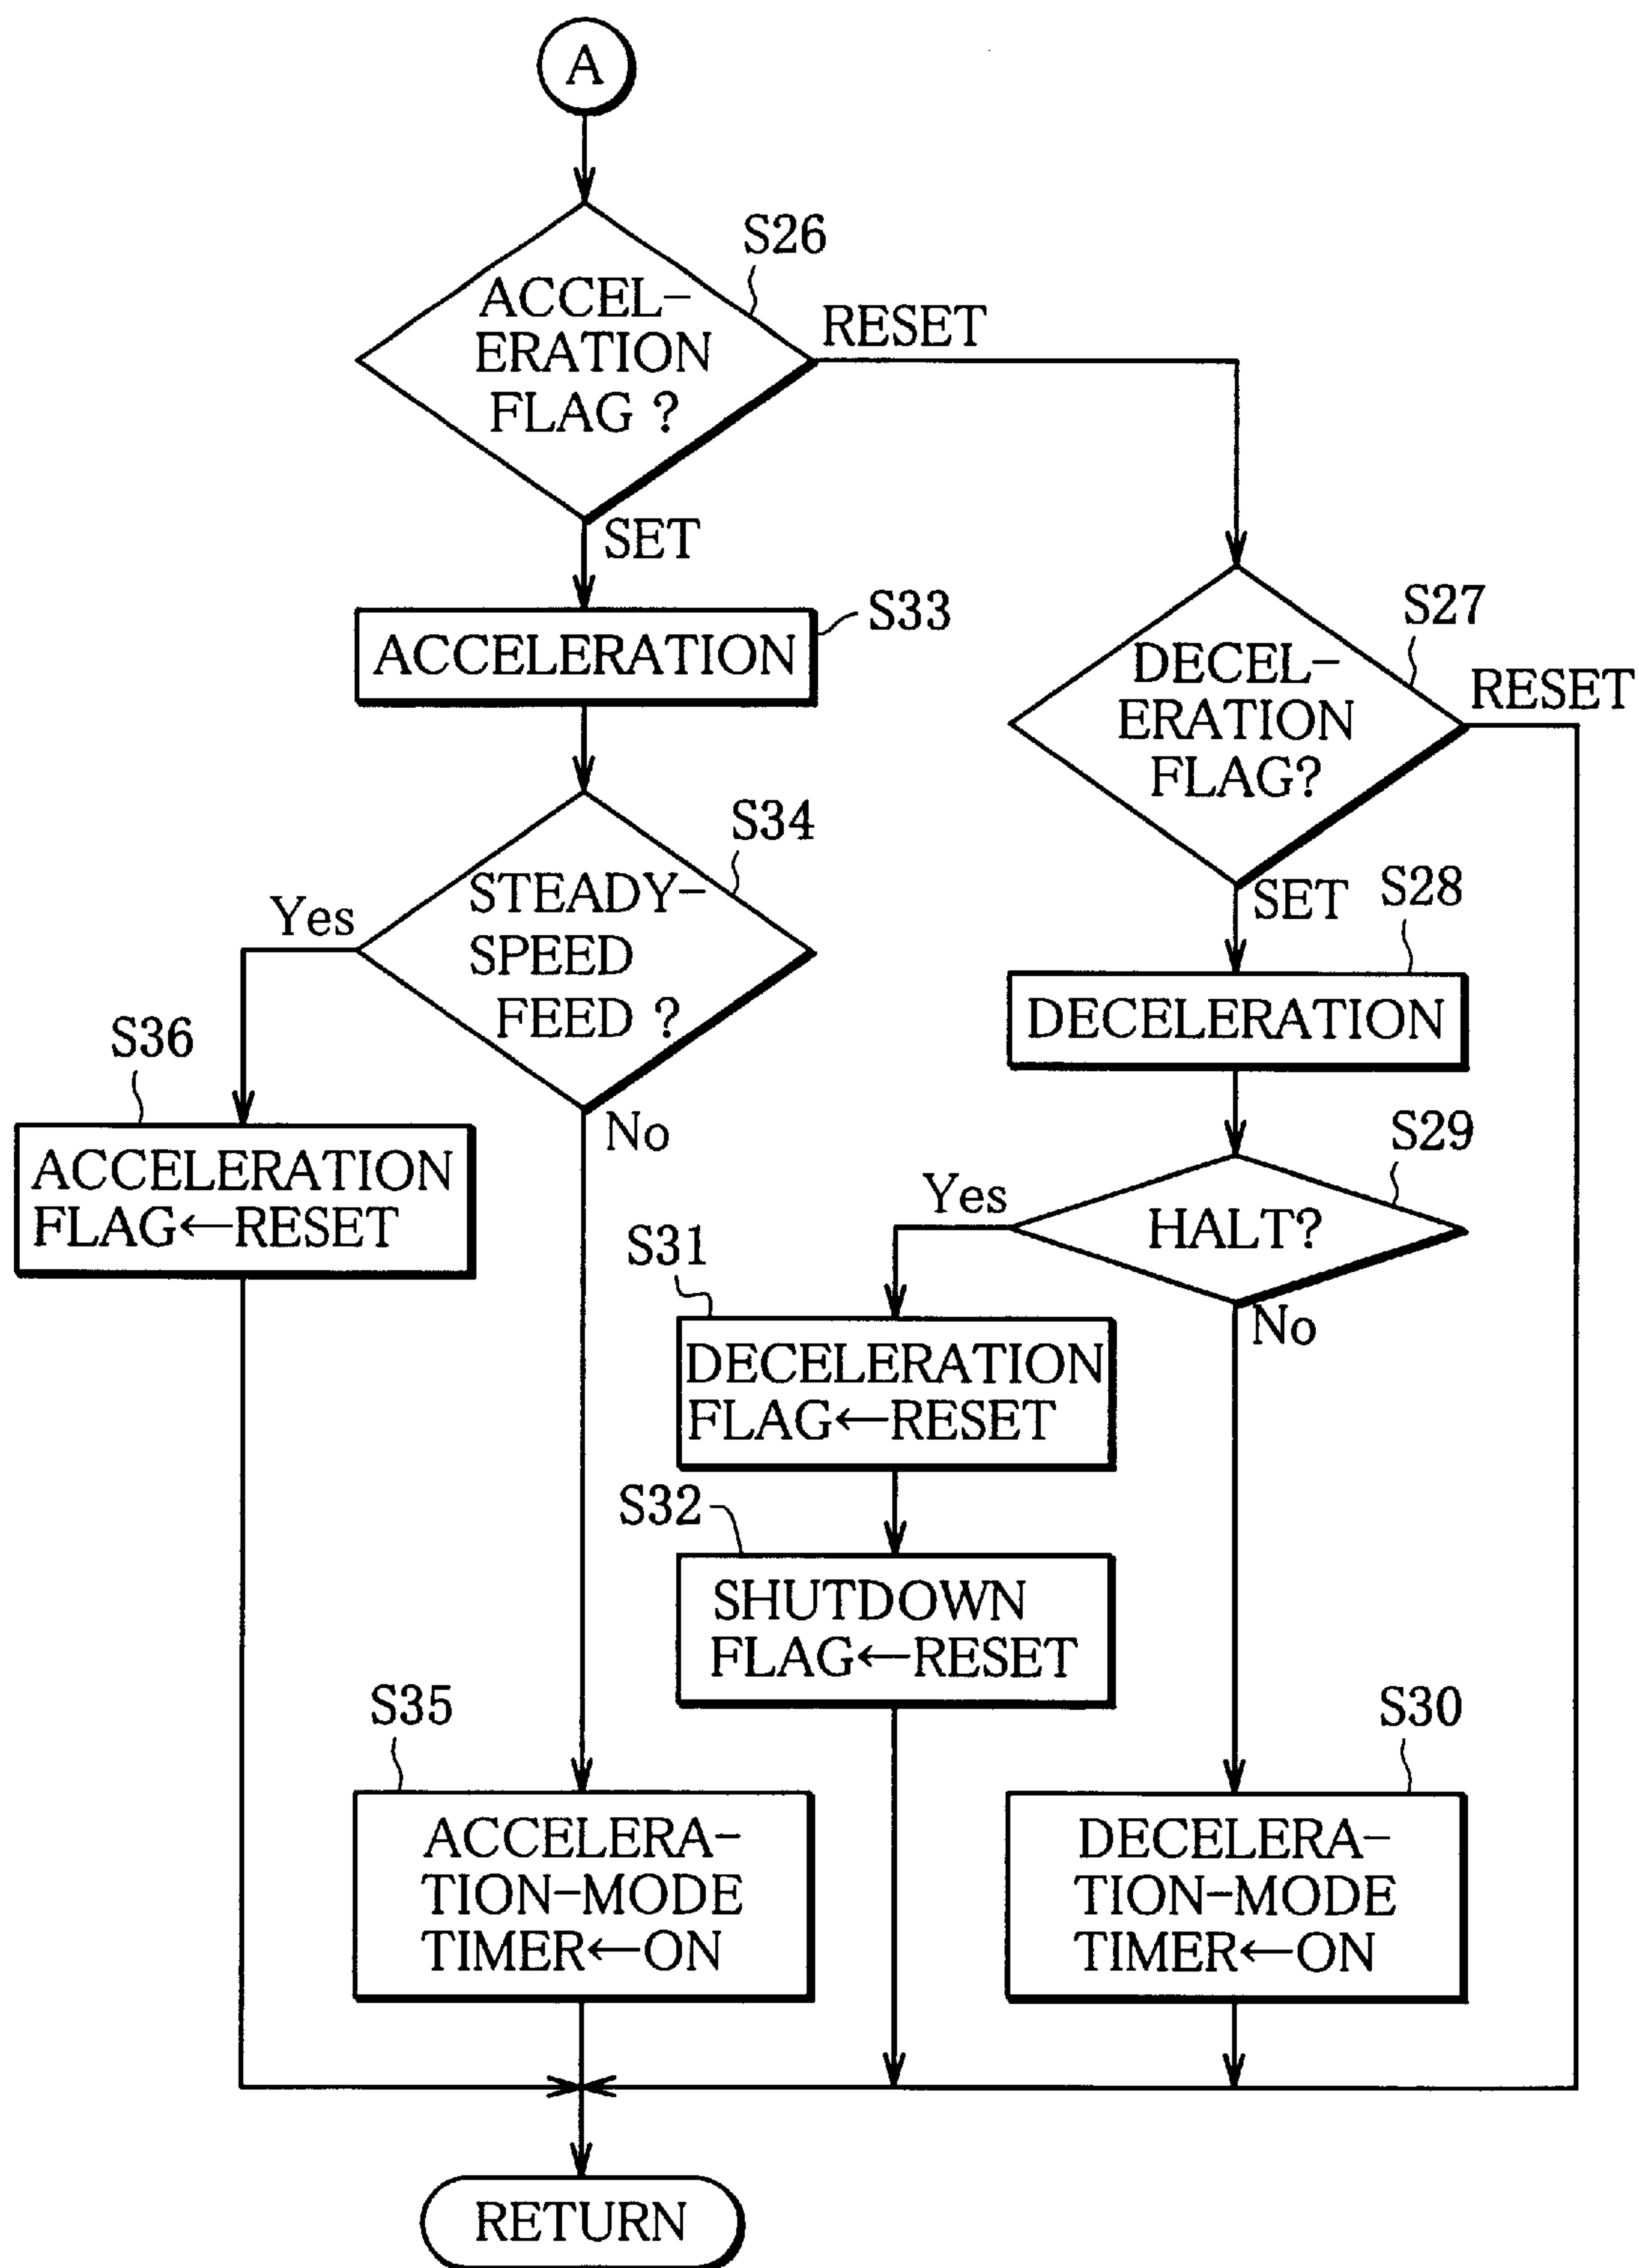 A
S26
ACCEL-
ERATION
FLAG ?
RESET
SET
S33
ACCELERATION
S27
DECEL-
ERATION
FLAG?
RESET
SET
S34
STEADY-
SPEED
FEED ?
Yes
No
S28
DECELERATION
S36
ACCELERATION
FLAG←RESET
S29
HALT?
Yes
No
S31
DECELERATION
FLAG←RESET
S32
SHUTDOWN
FLAG←RESET
S35
ACCELERA-
TION-MODE
TIMER←ON
S30
DECELERA-
TION-MODE
TIMER←ON
RETURN